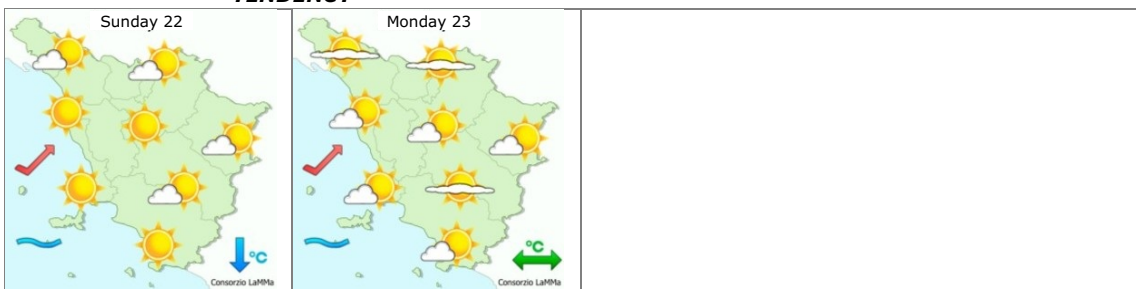 TENDENCY
Sunday 22
Monday 23
°C
°C
Consorzio LaMMa
Consorzio LaMMa